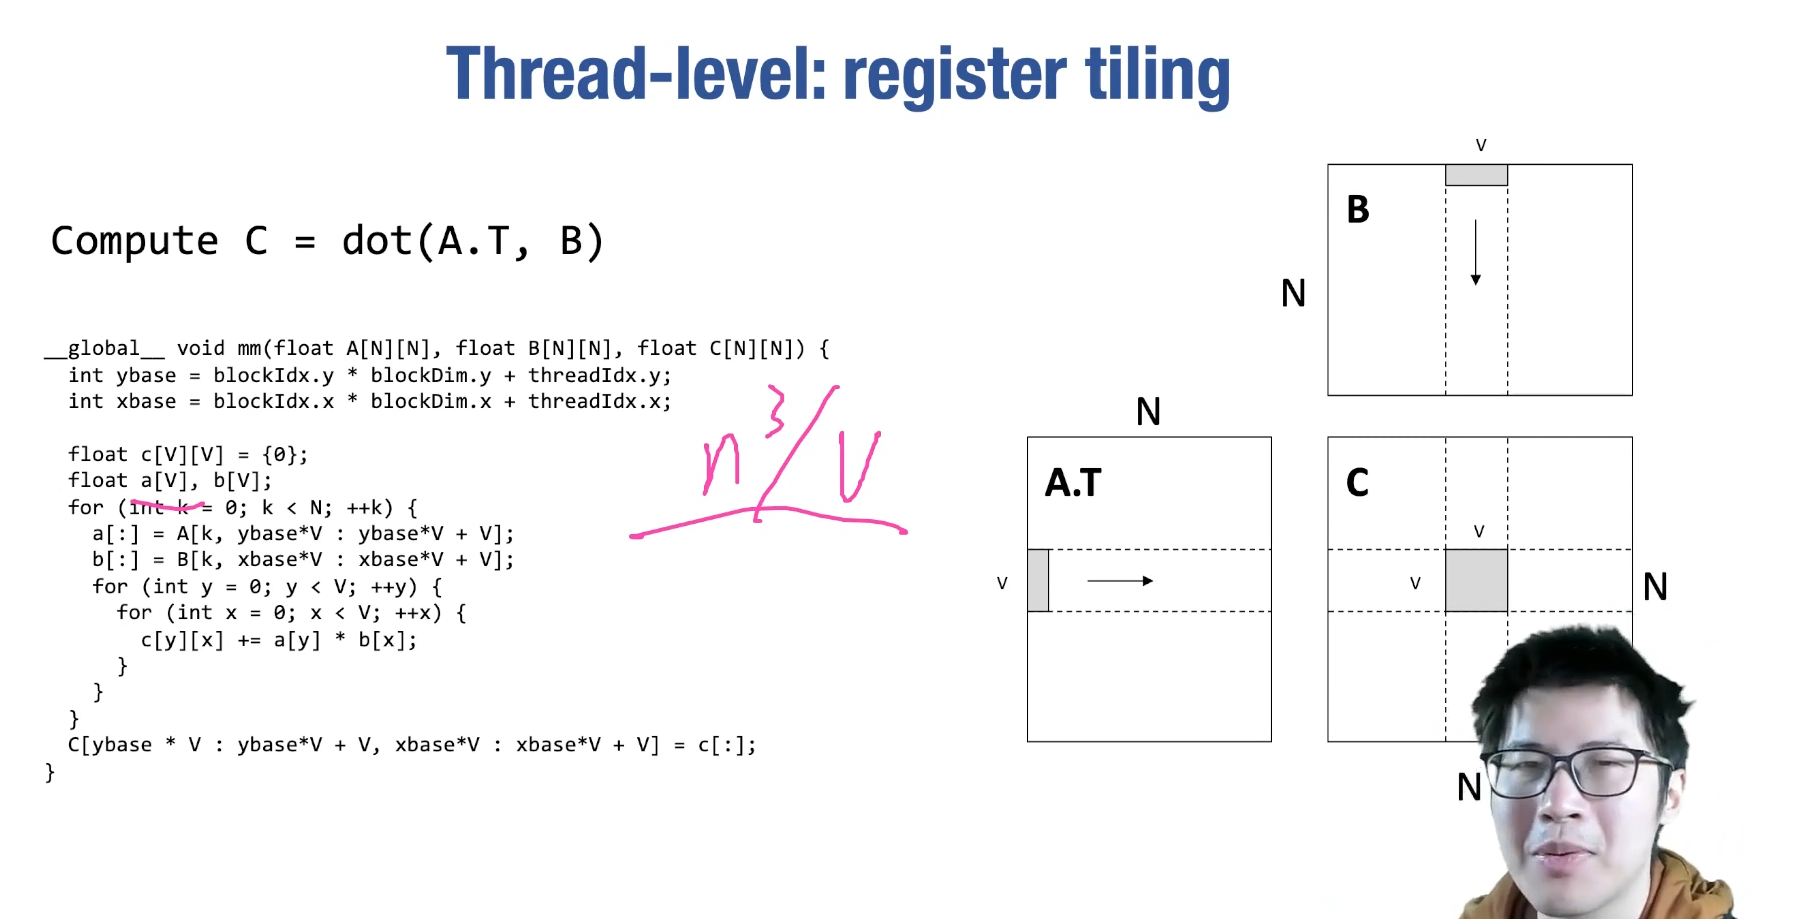 Thread-level: register tiling
Compute C = dot(A.T, B)
__global__ void mm(float A[N][N], float B[N][N], float C[N][N]) {
int ybase = blockIdx.y * blockDim.y + threadIdx.y;
int xbase = blockIdx.x * blockDim.x + threadIdx.x;
float c[V][V] = {0};
float a[V], b[V];
for (int k = 0; k < N; ++k) {
a[:] = A[k, ybase*V : ybase*V + V];
b[:] = B[k, xbase*V : xbase*V + V];
for (int y = 0; y < V; ++y) {
for (int x = 0; x < V; ++x) {
c[y][x] += a[y] * b[x];
}
}
}
C[ybase * V : ybase*V + V, xbase*V : xbase*V + V] = c[:];
}
n³/V
V
B
N
N
A.T
V
C
V
V
N
N